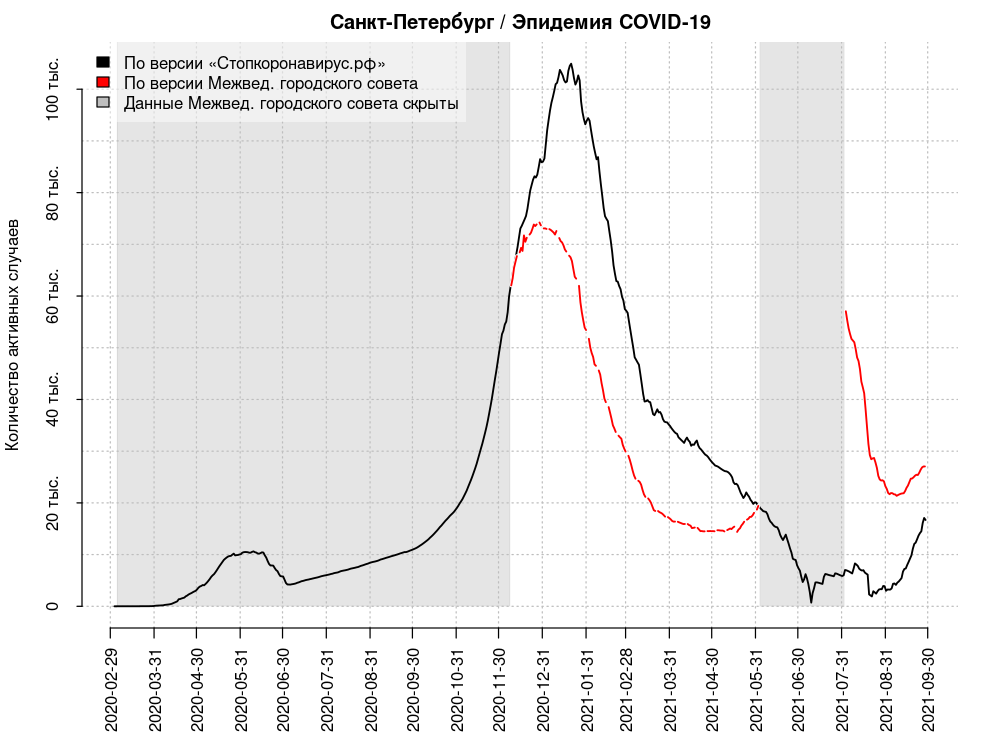 Санкт-Петербург / Эпидемия COVID-19
По версии «Стопкоронавирус.рф»
По версии Межвед. городского совета
Данные Межвед. городского совета скрыты
Количество активных случаев
100 тыс.
80 тыс.
60 тыс.
40 тыс.
20 тыс.
0
2020-02-29
2020-03-31
2020-04-30
2020-05-31
2020-06-30
2020-07-31
2020-08-31
2020-09-30
2020-10-31
2020-11-30
2020-12-31
2021-01-31
2021-02-28
2021-03-31
2021-04-30
2021-05-31
2021-06-30
2021-07-31
2021-08-31
2021-09-30